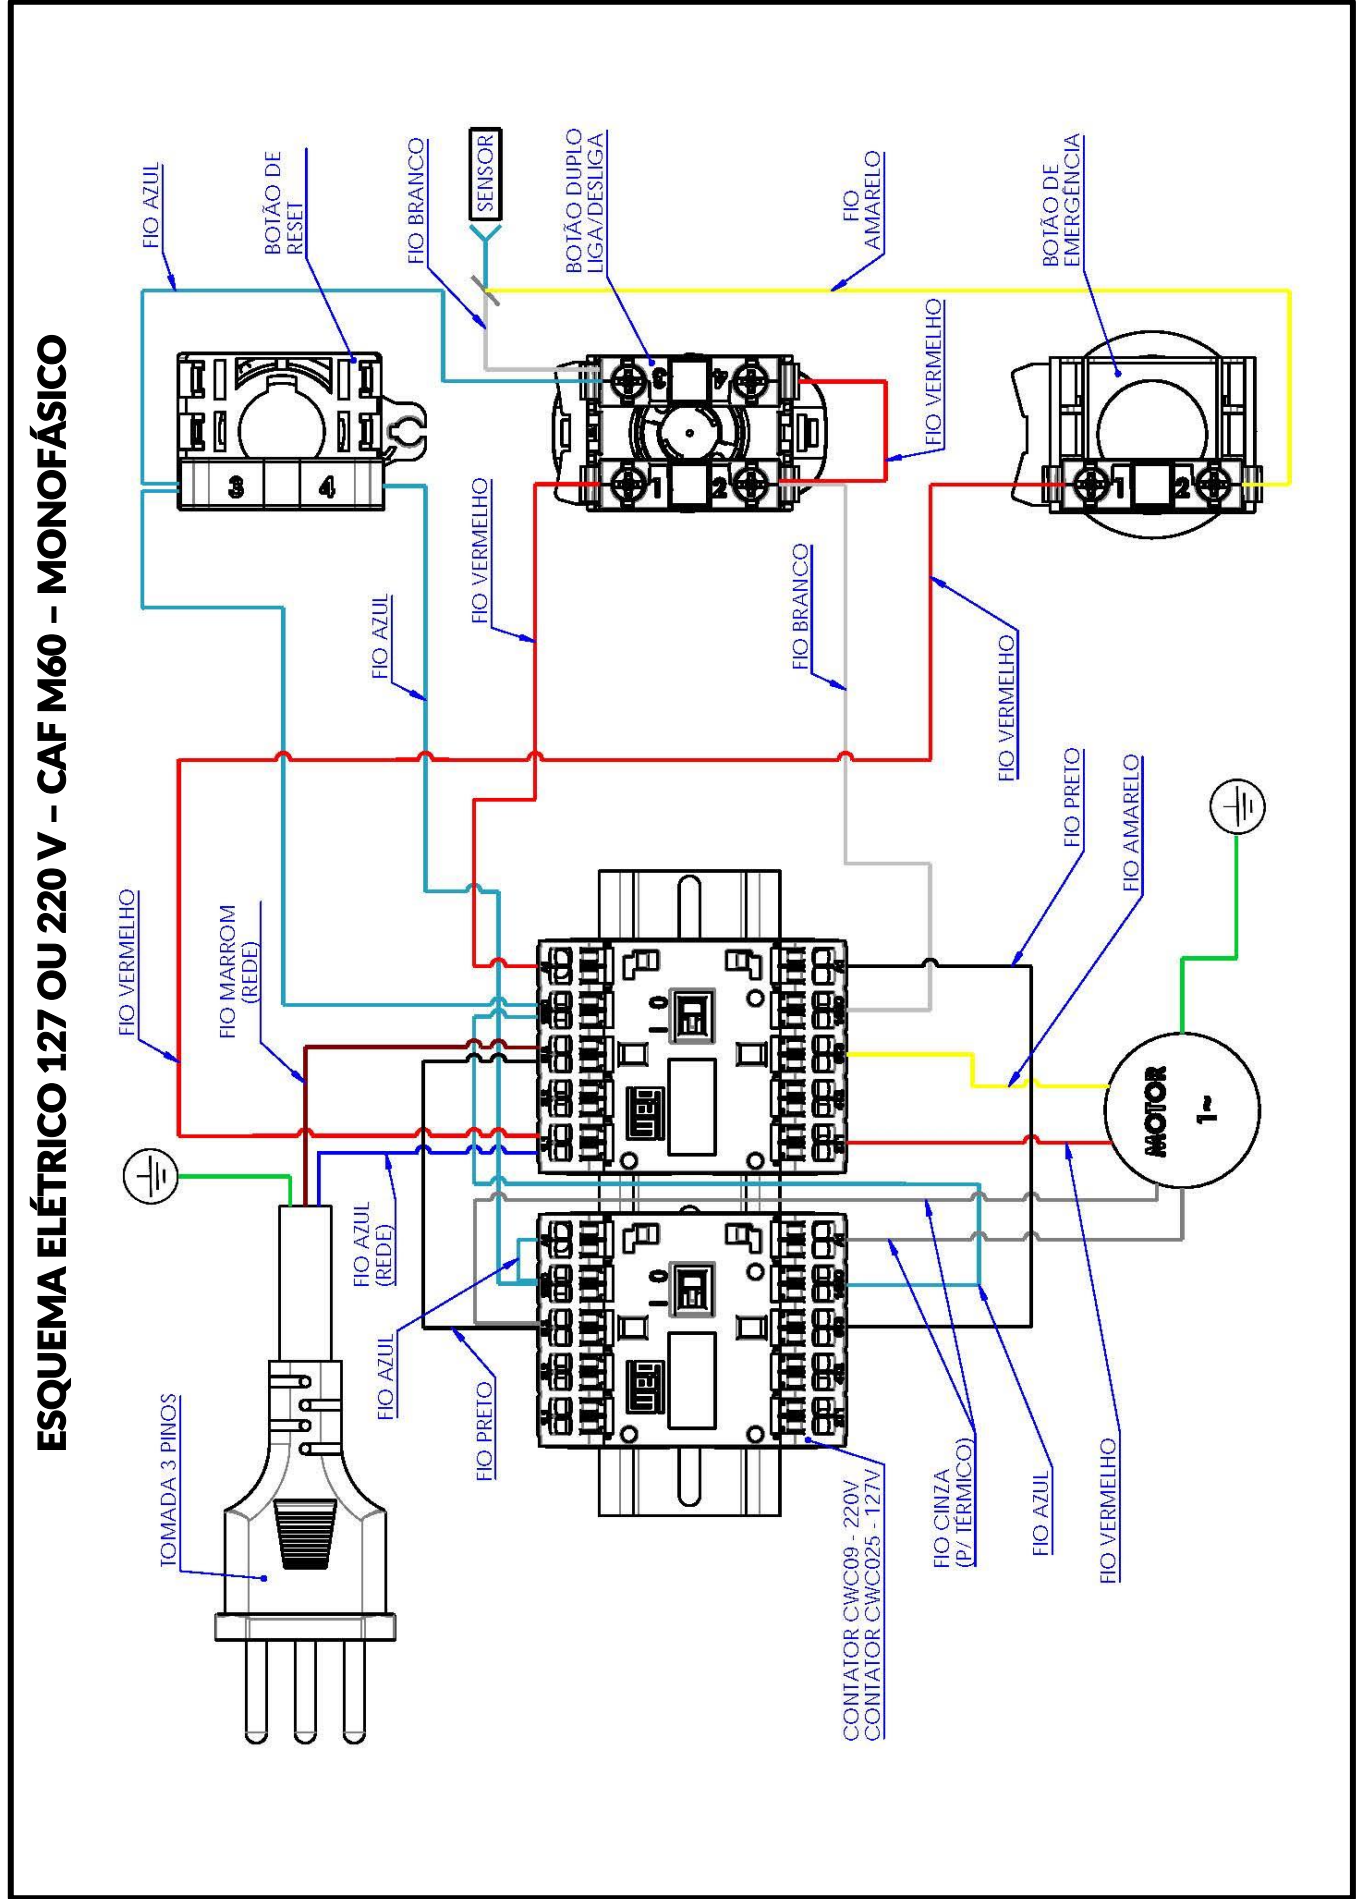 ESQUEMA ELÉTRICO 127 OU 220 V – CAF M60 – MONOFÁSICO
TOMADA 3 PINOS
FIO VERMELHO
FIO MARROM
(REDE)
FIO AZUL
BOTÃO DE
RESET
3
4
FIO AZUL
(REDE)
FIO AZUL
FIO AZUL
FIO BRANCO
SENSOR
FIO PRETO
FIO VERMELHO
BOTÃO DUPLO
LIGA/DESLIGA
3
4
1
2
FIO AMARELO
FIO VERMELHO
FIO BRANCO
I O
I O
WEG
WEG
CONTATOR CWC09 - 220V
CONTATOR CWC025 - 127V
FIO CINZA
(P/ TÉRMICO)
FIO AZUL
FIO VERMELHO
FIO VERMELHO
FIO PRETO
FIO AMARELO
BOTÃO DE
EMERGÊNCIA
1
2
MOTOR
1~